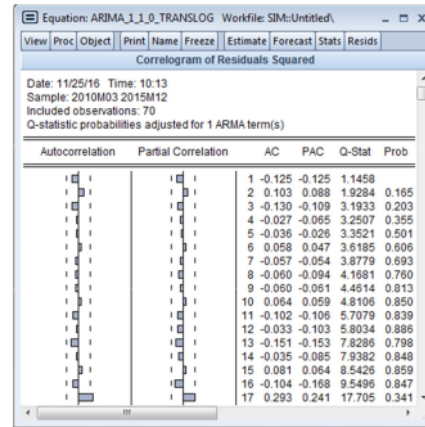 Equation: ARIMA_1_1_0_TRANSLOG Workfile: SIM::Untitled\
View Proc Object Print Name Freeze Estimate Forecast Stats Resids
Correlogram of Residuals Squared
Date: 11/25/16 Time: 10:13
Sample: 2010M03 2015M12
Included observations: 70
Q-statistic probabilities adjusted for 1 ARMA term(s)
Autocorrelation Partial Correlation AC PAC Q-Stat Prob
1 -0.125 -0.125 1.1458
2 0.103 0.088 1.9284 0.165
3 -0.130 -0.109 3.1933 0.203
4 -0.027 -0.065 3.2507 0.355
5 -0.036 -0.026 3.3521 0.501
6 0.058 0.047 3.6185 0.606
7 -0.057 -0.054 3.8779 0.693
8 -0.060 -0.094 4.1681 0.760
9 -0.060 -0.061 4.4614 0.813
10 0.064 0.059 4.8106 0.850
11 -0.102 -0.106 5.7079 0.839
12 -0.033 -0.103 5.8034 0.886
13 -0.151 -0.153 7.8286 0.798
14 -0.035 -0.085 7.9382 0.848
15 0.081 0.064 8.5426 0.859
16 -0.104 -0.168 9.5496 0.847
17 0.293 0.241 17.705 0.341